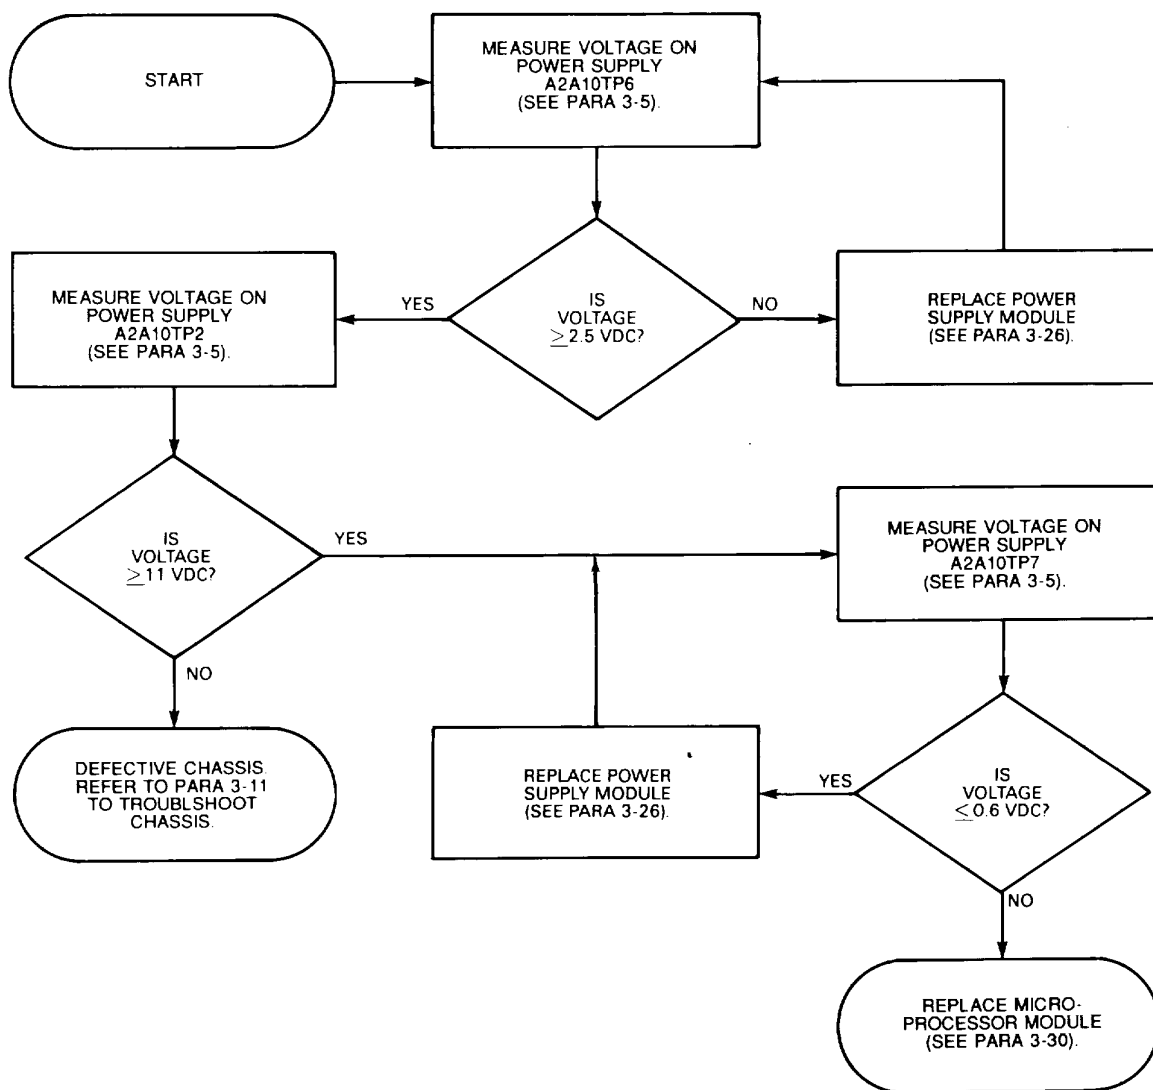 START
MEASURE VOLTAGE ON
POWER SUPPLY
A2A10TP6
(SEE PARA 3-5).
IS
VOLTAGE
≥2.5 VDC?
YES
NO
MEASURE VOLTAGE ON
POWER SUPPLY
A2A10TP2
(SEE PARA 3-5).
REPLACE POWER
SUPPLY MODULE
(SEE PARA 3-26).
IS
VOLTAGE
≥11 VDC?
YES
NO
MEASURE VOLTAGE ON
POWER SUPPLY
A2A10TP7
(SEE PARA 3-5).
DEFECTIVE CHASSIS.
REFER TO PARA 3-11
TO TROUBLSHOOT
CHASSIS.
REPLACE POWER
SUPPLY MODULE
(SEE PARA 3-26).
YES
IS
VOLTAGE
≤0.6 VDC?
NO
REPLACE MICRO-
PROCESSOR MODULE
(SEE PARA 3-30).